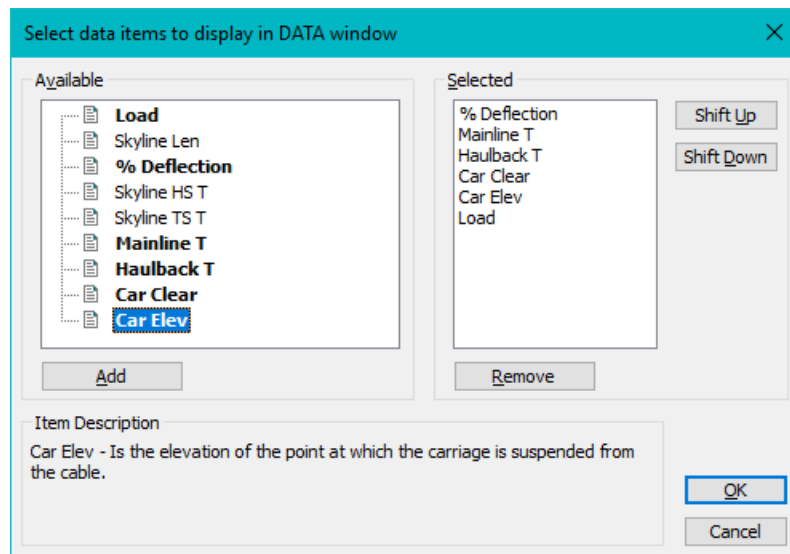 Select data items to display in DATA window
Available
Load
Skyline Len
% Deflection
Skyline HS T
Skyline TS T
Mainline T
Haulback T
Car Clear
Car Elev
Add
Selected
% Deflection
Mainline T
Haulback T
Car Clear
Car Elev
Load
Remove
Shift Up
Shift Down
Item Description
Car Elev - Is the elevation of the point at which the carriage is suspended from
the cable.
OK
Cancel